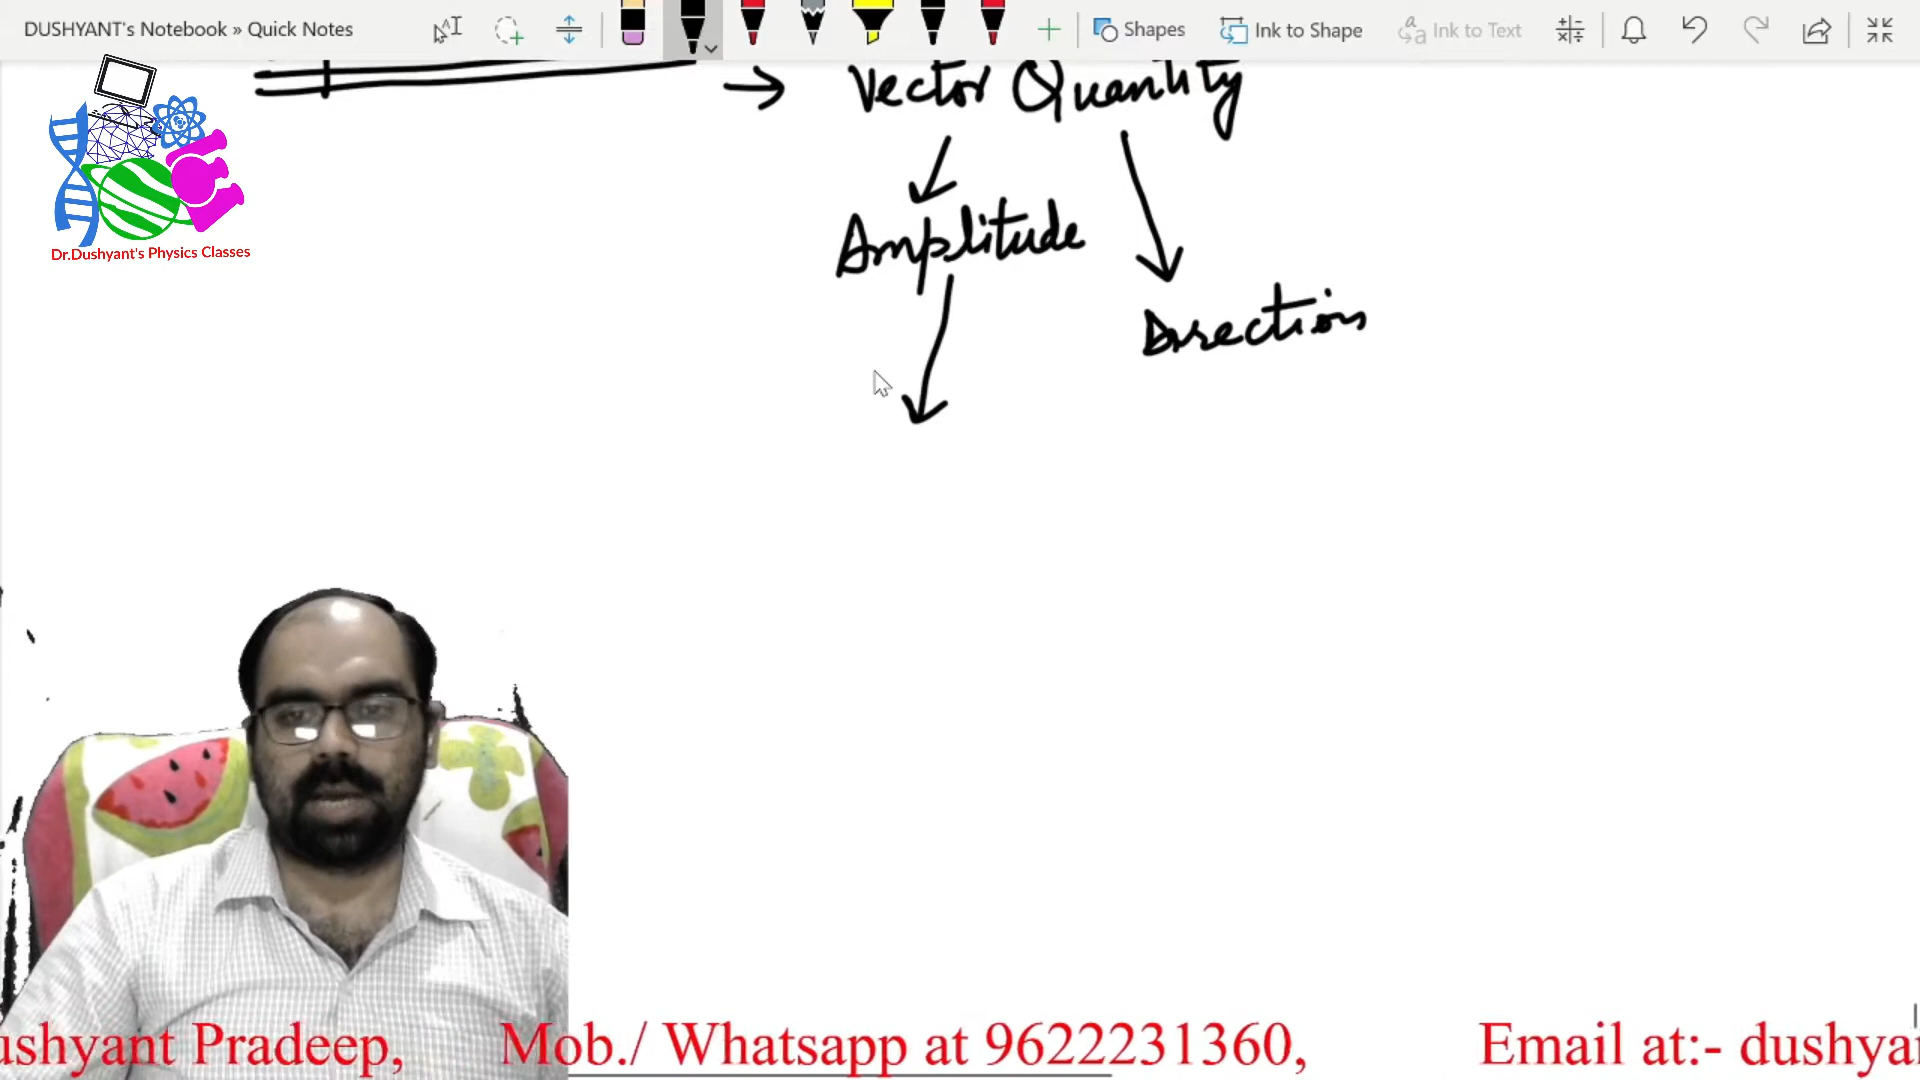 DUSHYANT's Notebook » Quick Notes
Shapes
Ink to Shape
Ink to Text
→ Vector Quantity
Amplitude
Direction
Dr.Dushyant's Physics Classes
ushyant Pradeep, Mob./ Whatsapp at 9622231360, Email at:- dushya